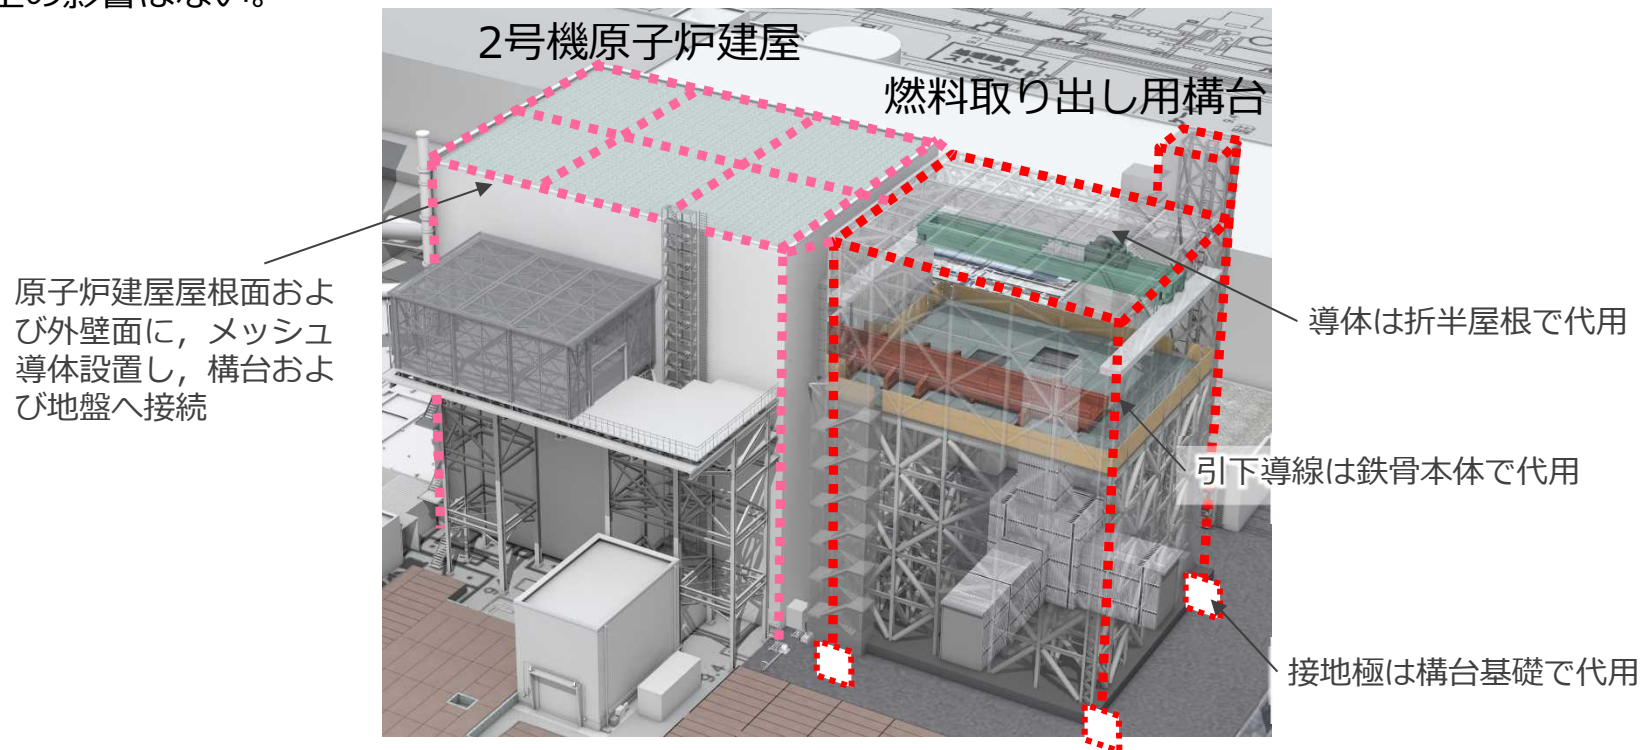 上の影響はない。
2号機原子炉建屋
燃料取り出し用構台
原子炉建屋屋根面およ
び外壁面に，メッシュ
導体設置し，構台およ
び地盤へ接続
導体は折半屋根で代用
引下導線は鉄骨本体で代用
接地極は構台基礎で代用